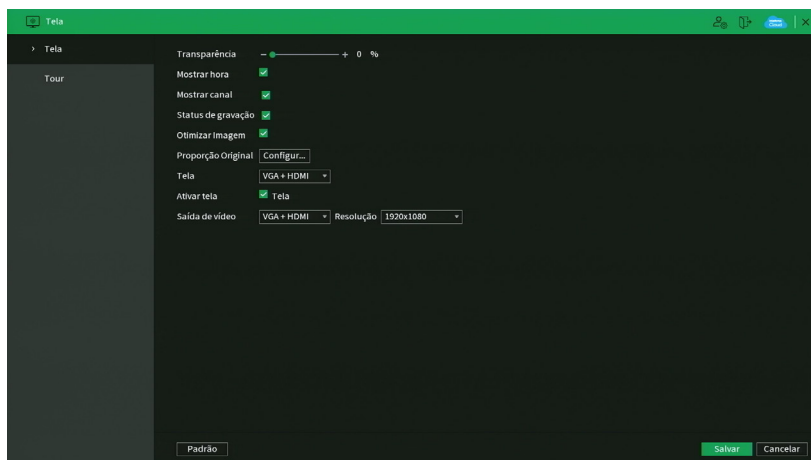 Tela
> Tela
Tour
Transparência - + 0 %
Mostrar hora
Mostrar canal
Status de gravação
Otimizar Imagem
Proporção Original Configur...
Tela VGA + HDMI
Ativar tela Tela
Saída de vídeo VGA + HDMI Resolução 1920x1080
Padrão Salvar Cancelar